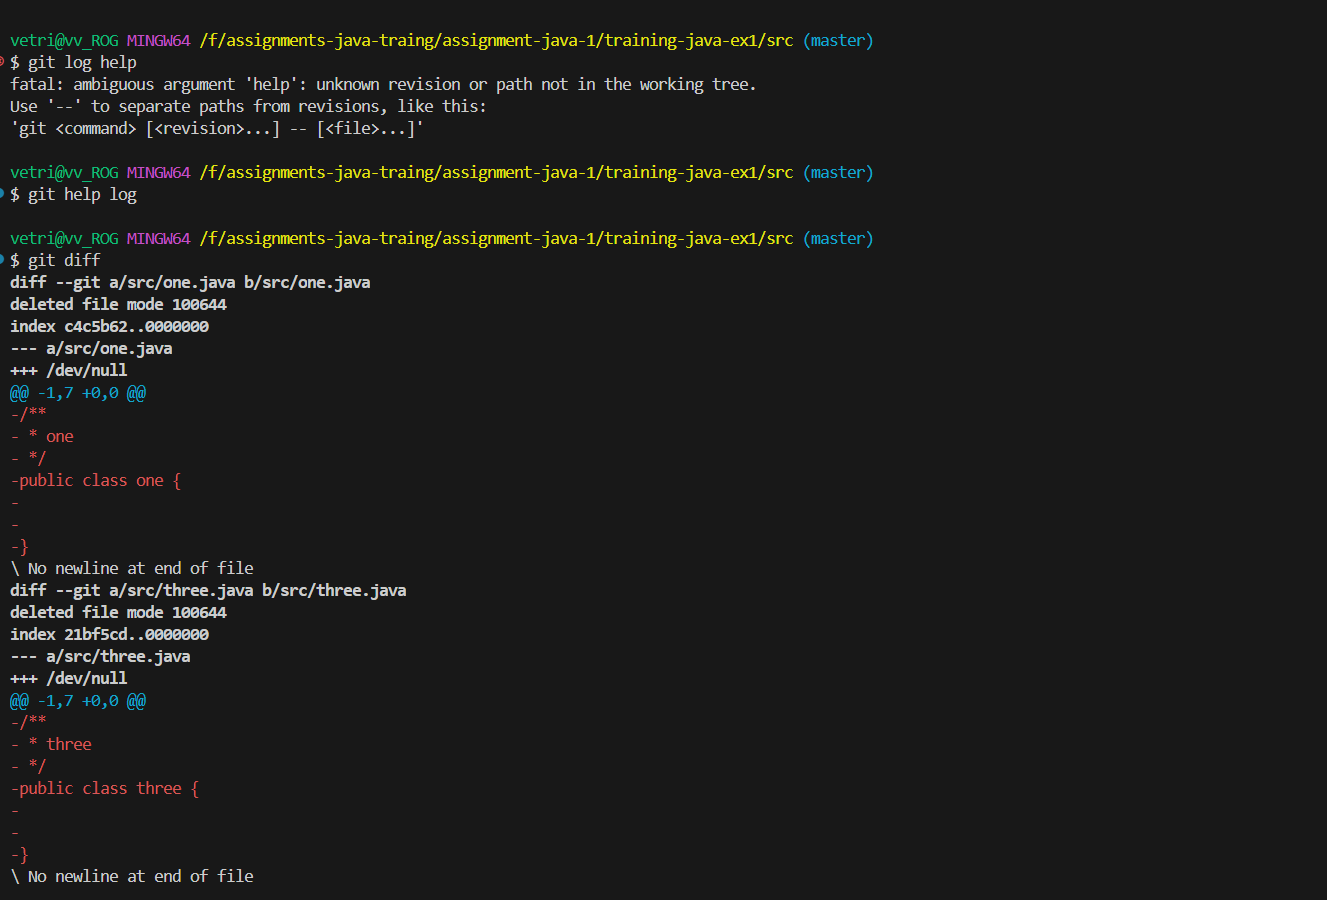 vetri@vv_ROG MINGW64 /f/assignments-java-traing/assignment-java-1/training-java-ex1/src (master)
$ git log help
fatal: ambiguous argument 'help': unknown revision or path not in the working tree.
Use '--' to separate paths from revisions, like this:
'git <command> [<revision>...] -- [<file>...]'
vetri@vv_ROG MINGW64 /f/assignments-java-traing/assignment-java-1/training-java-ex1/src (master)
$ git help log
vetri@vv_ROG MINGW64 /f/assignments-java-traing/assignment-java-1/training-java-ex1/src (master)
$ git diff
diff --git a/src/one.java b/src/one.java
deleted file mode 100644
index c4c5b62..0000000
--- a/src/one.java
+++ /dev/null
@@ -1,7 +0,0 @@
-/**
- * one
- */
-public class one {
-
-
-}
\ No newline at end of file
diff --git a/src/three.java b/src/three.java
deleted file mode 100644
index 21bf5cd..0000000
--- a/src/three.java
+++ /dev/null
@@ -1,7 +0,0 @@
-/**
- * three
- */
-public class three {
-
-
-}
\ No newline at end of file